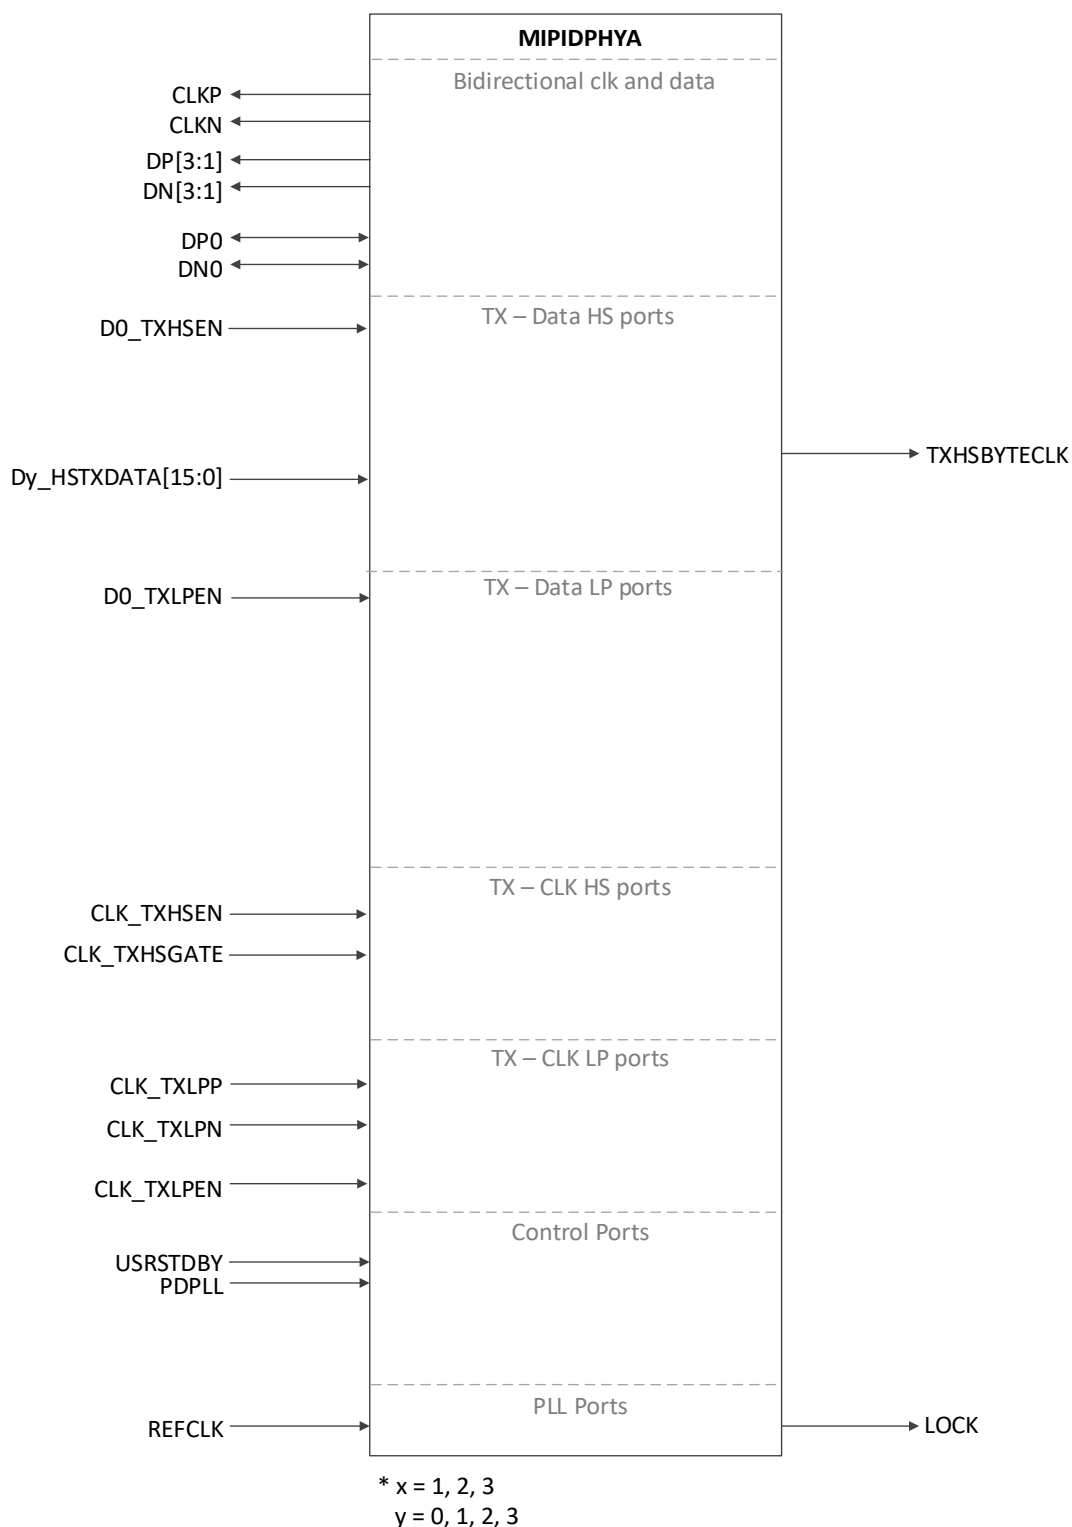 MIPIDPHYA
Bidirectional clk and data
CLKP
CLKN
DP[3:1]
DN[3:1]
DP0
DN0
TX – Data HS ports
D0_TXHSEN
TXHSBYTECLK
Dy_HSTXDATA[15:0]
TX – Data LP ports
D0_TXLPEN
TX – CLK HS ports
CLK_TXHSEN
CLK_TXHSGATE
TX – CLK LP ports
CLK_TXLPP
CLK_TXLPN
CLK_TXLPEN
Control Ports
USRSTDBY
PDPLL
PLL Ports
REFCLK
LOCK
* x = 1, 2, 3
y = 0, 1, 2, 3